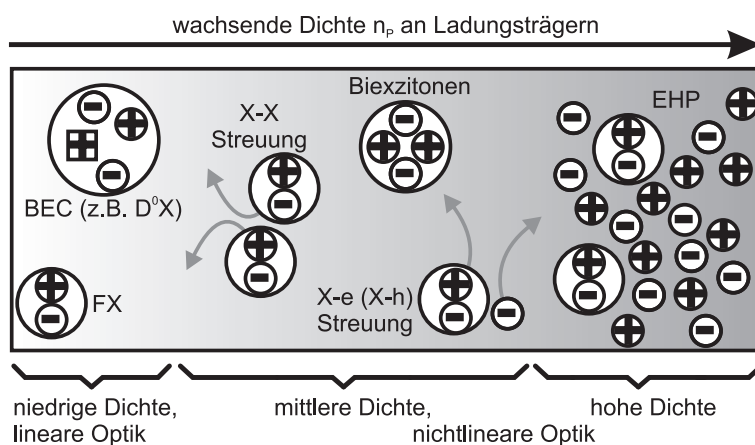 wachsende Dichte nₚ an Ladungsträgern
Biexzitonen
EHP
X-X
Streuung
BEC (z.B. D⁰X)
FX
X-e (X-h)
Streuung
niedrige Dichte,
lineare Optik
mittlere Dichte,
nichtlineare Optik
hohe Dichte